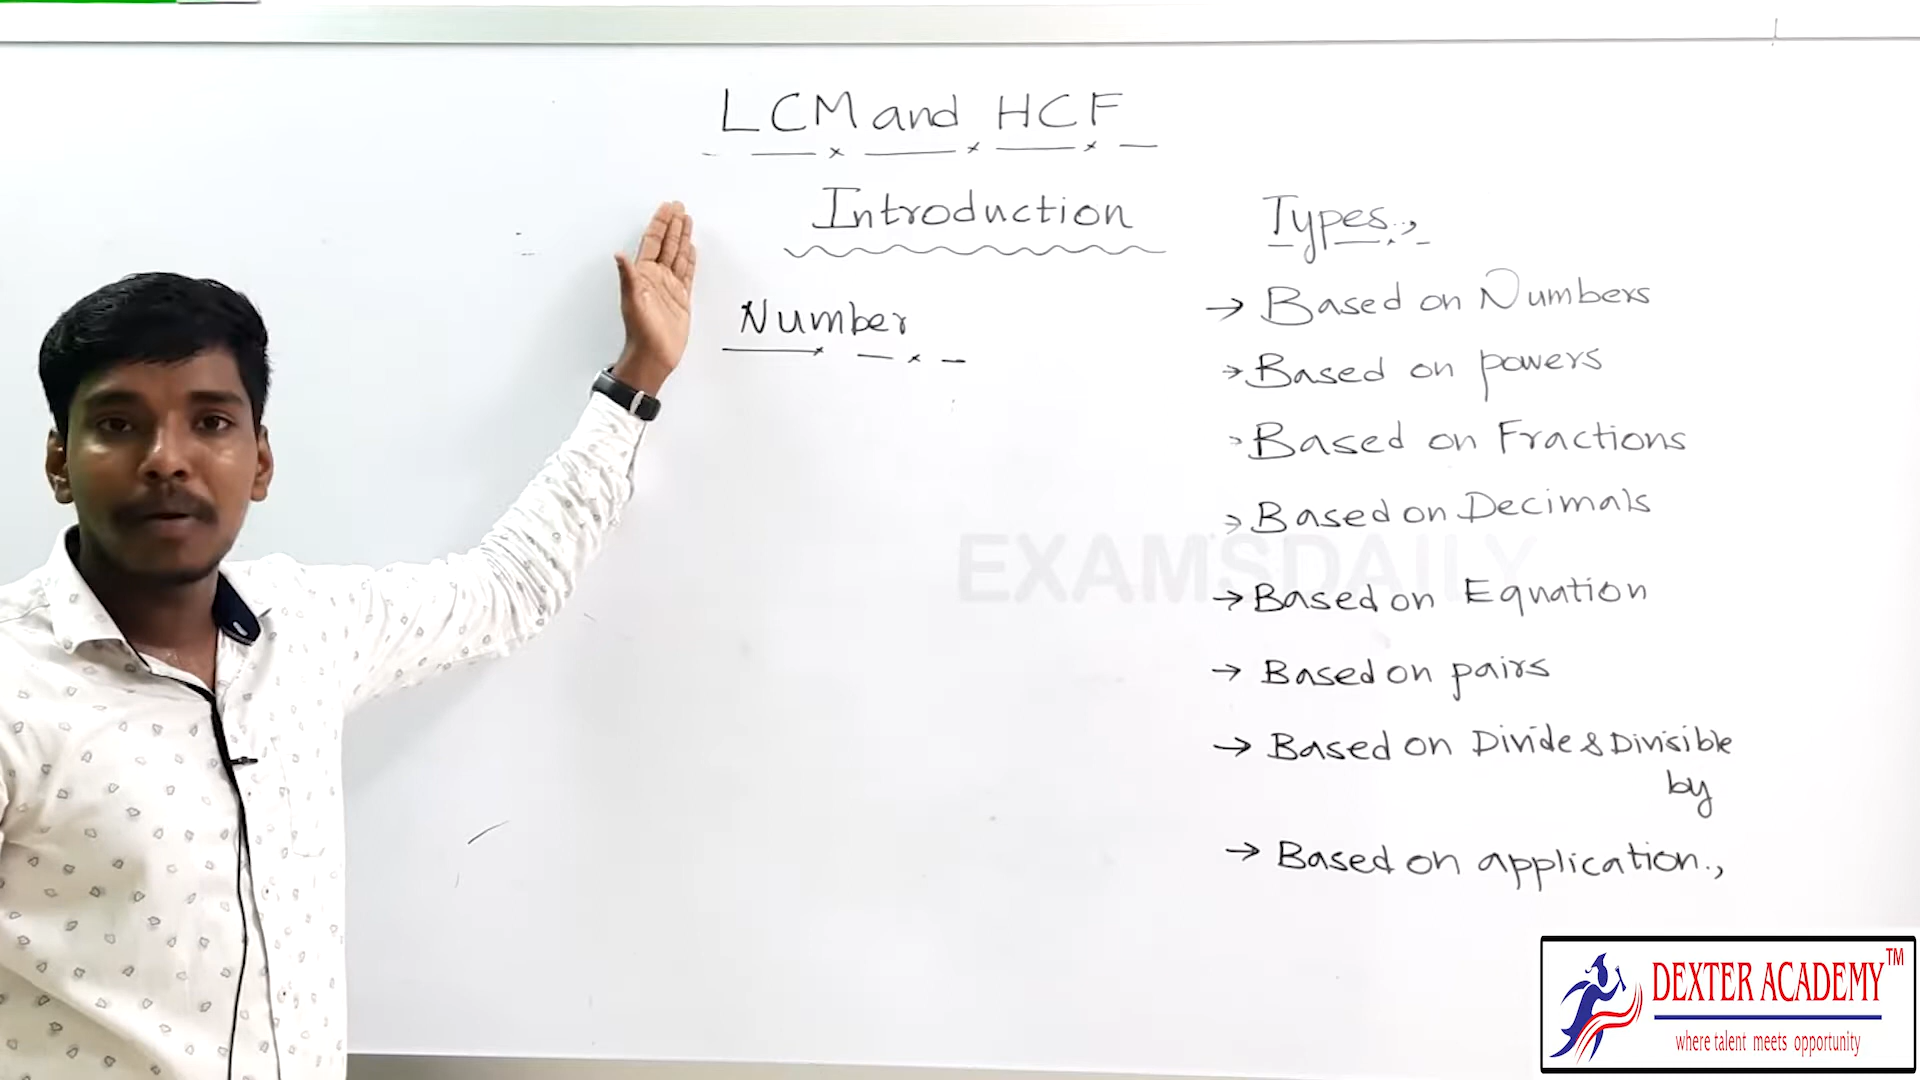 LCM and HCF
Introduction
Number
Types.,
→ Based on Numbers
→ Based on powers
→ Based on Fractions
→ Based on Decimals
→ Based on Equation
→ Based on pairs
→ Based on Divide & Divisible
by
→ Based on application.,
EXAMSDAILY
DEXTER ACADEMY™
where talent meets opportunity